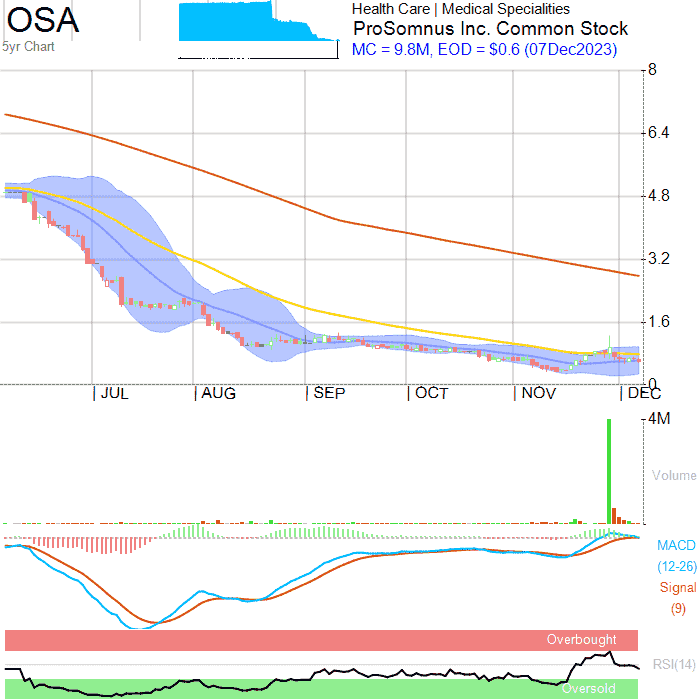 OSA
5yr Chart
Health Care | Medical Specialities
ProSomnus Inc. Common Stock
MC = 9.8M, EOD = $0.6 (07Dec2023)
8
6.4
4.8
3.2
1.6
0
JUL
AUG
SEP
OCT
NOV
DEC
4M
Volume
MACD
(12-26)
Signal
(9)
Overbought
RSI(14)
Oversold